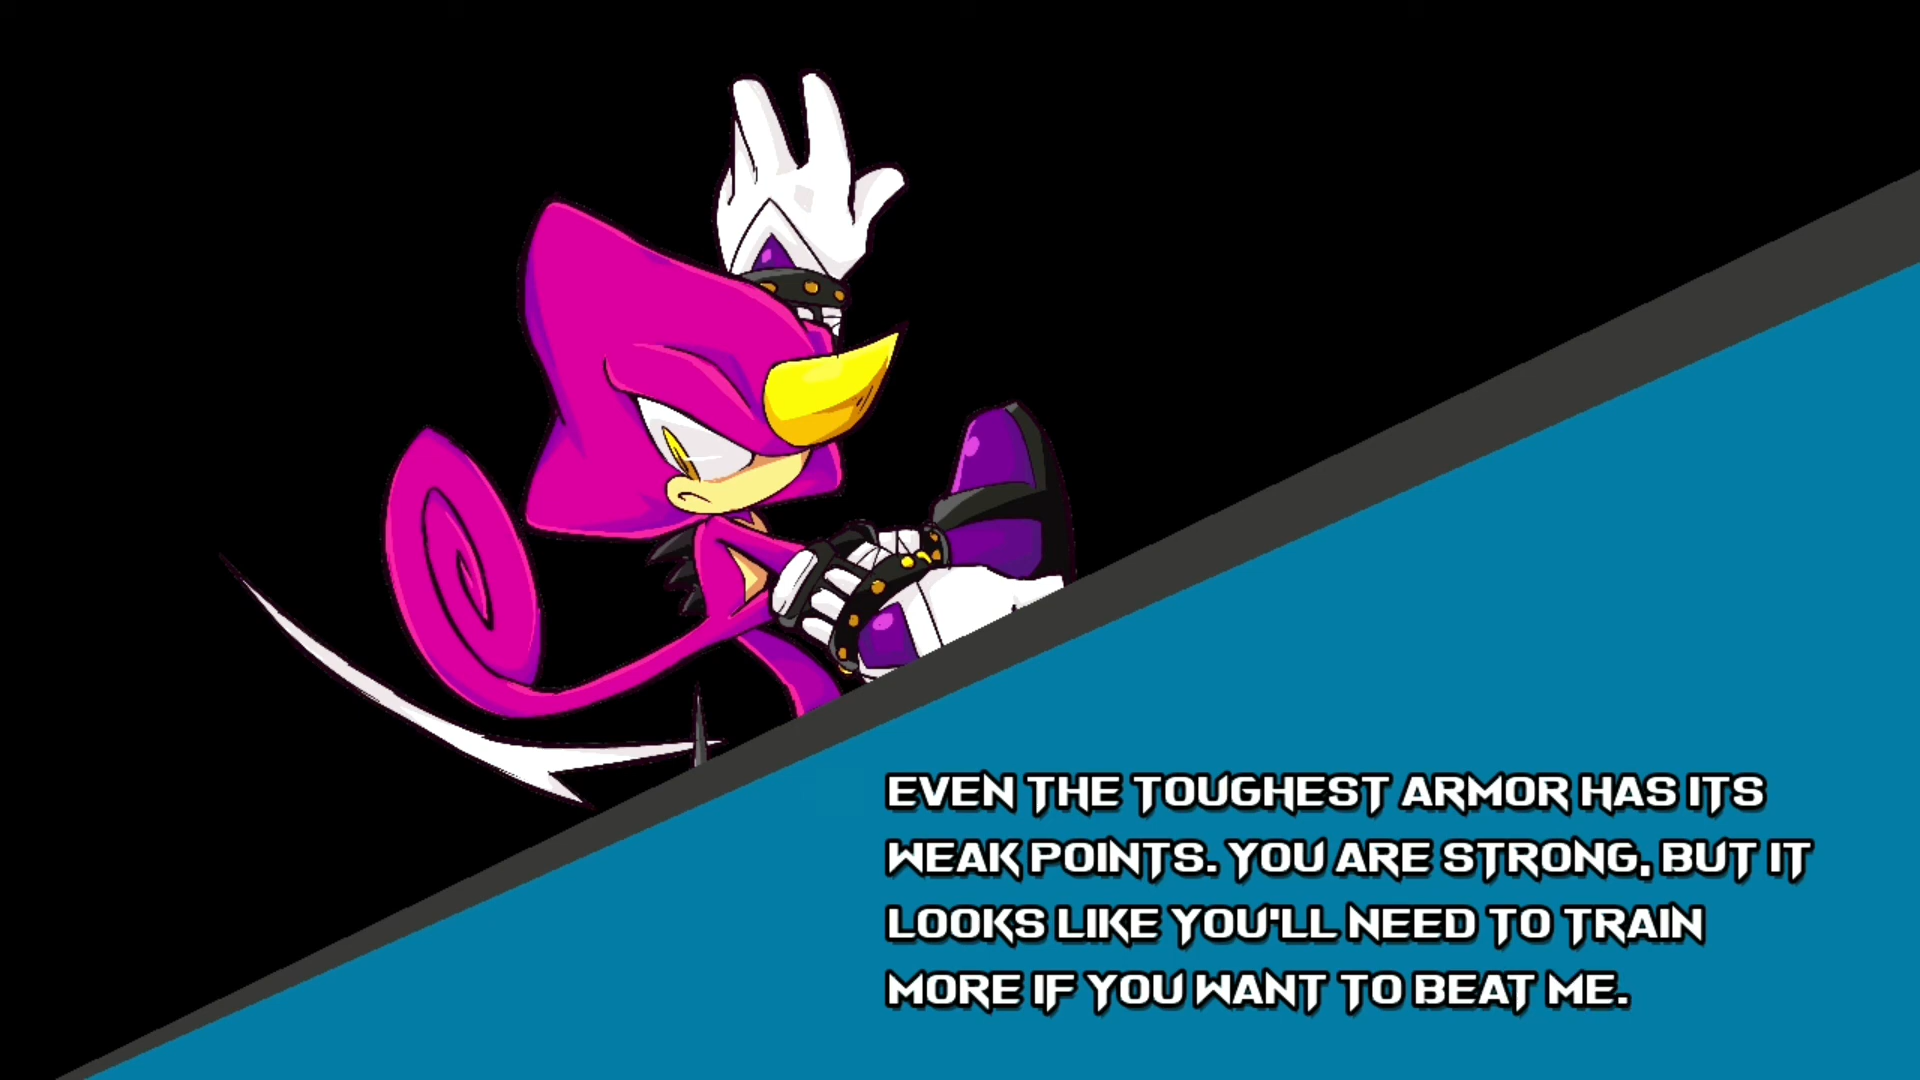 EVEN THE TOUGHEST ARMOR HAS ITS
WEAK POINTS. YOU ARE STRONG, BUT IT
LOOKS LIKE YOU'LL NEED TO TRAIN
MORE IF YOU WANT TO BEAT ME.